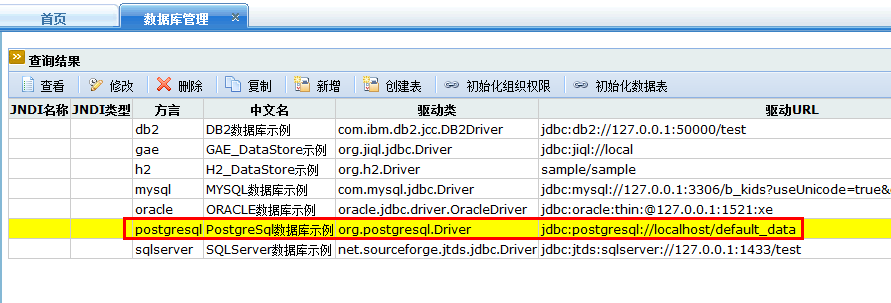 首页 数据库管理
查询结果
查看 修改 删除 复制 新增 创建表 初始化组织权限 初始化数据表
JNDI名称 JNDI类型 方言 中文名 驱动类 驱动URL
db2 DB2数据库示例 com.ibm.db2.jcc.DB2Driver jdbc:db2://127.0.0.1:50000/test
gae GAE_DataStore示例 org.jiql.jdbc.Driver jdbc:jiql://local
h2 H2_DataStore示例 org.h2.Driver sample/sample
mysql MYSQL数据库示例 com.mysql.jdbc.Driver jdbc:mysql://127.0.0.1:3306/b_kids?useUnicode=true&
oracle ORACLE数据库示例 oracle.jdbc.driver.OracleDriver jdbc:oracle:thin:@127.0.0.1:1521:xe
postgresql PostgreSql数据库示例 org.postgresql.Driver jdbc:postgresql://localhost/default_data
sqlserver SQLServer数据库示例 net.sourceforge.jtds.jdbc.Driver jdbc:jtds:sqlserver://127.0.0.1:1433/test